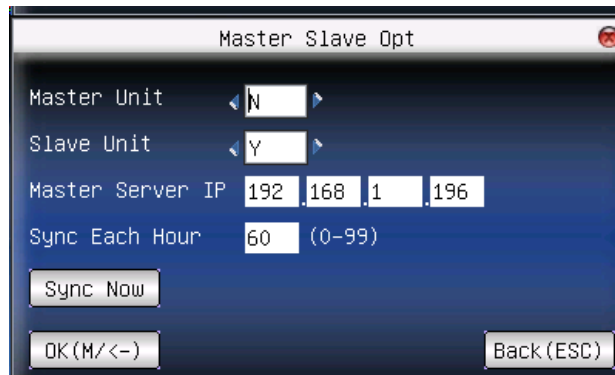 Master Slave Opt
Master Unit N
Slave Unit Y
Master Server IP 192.168.1.196
Sync Each Hour 60 (0-99)
Sync Now
OK(M/<-) Back(ESC)